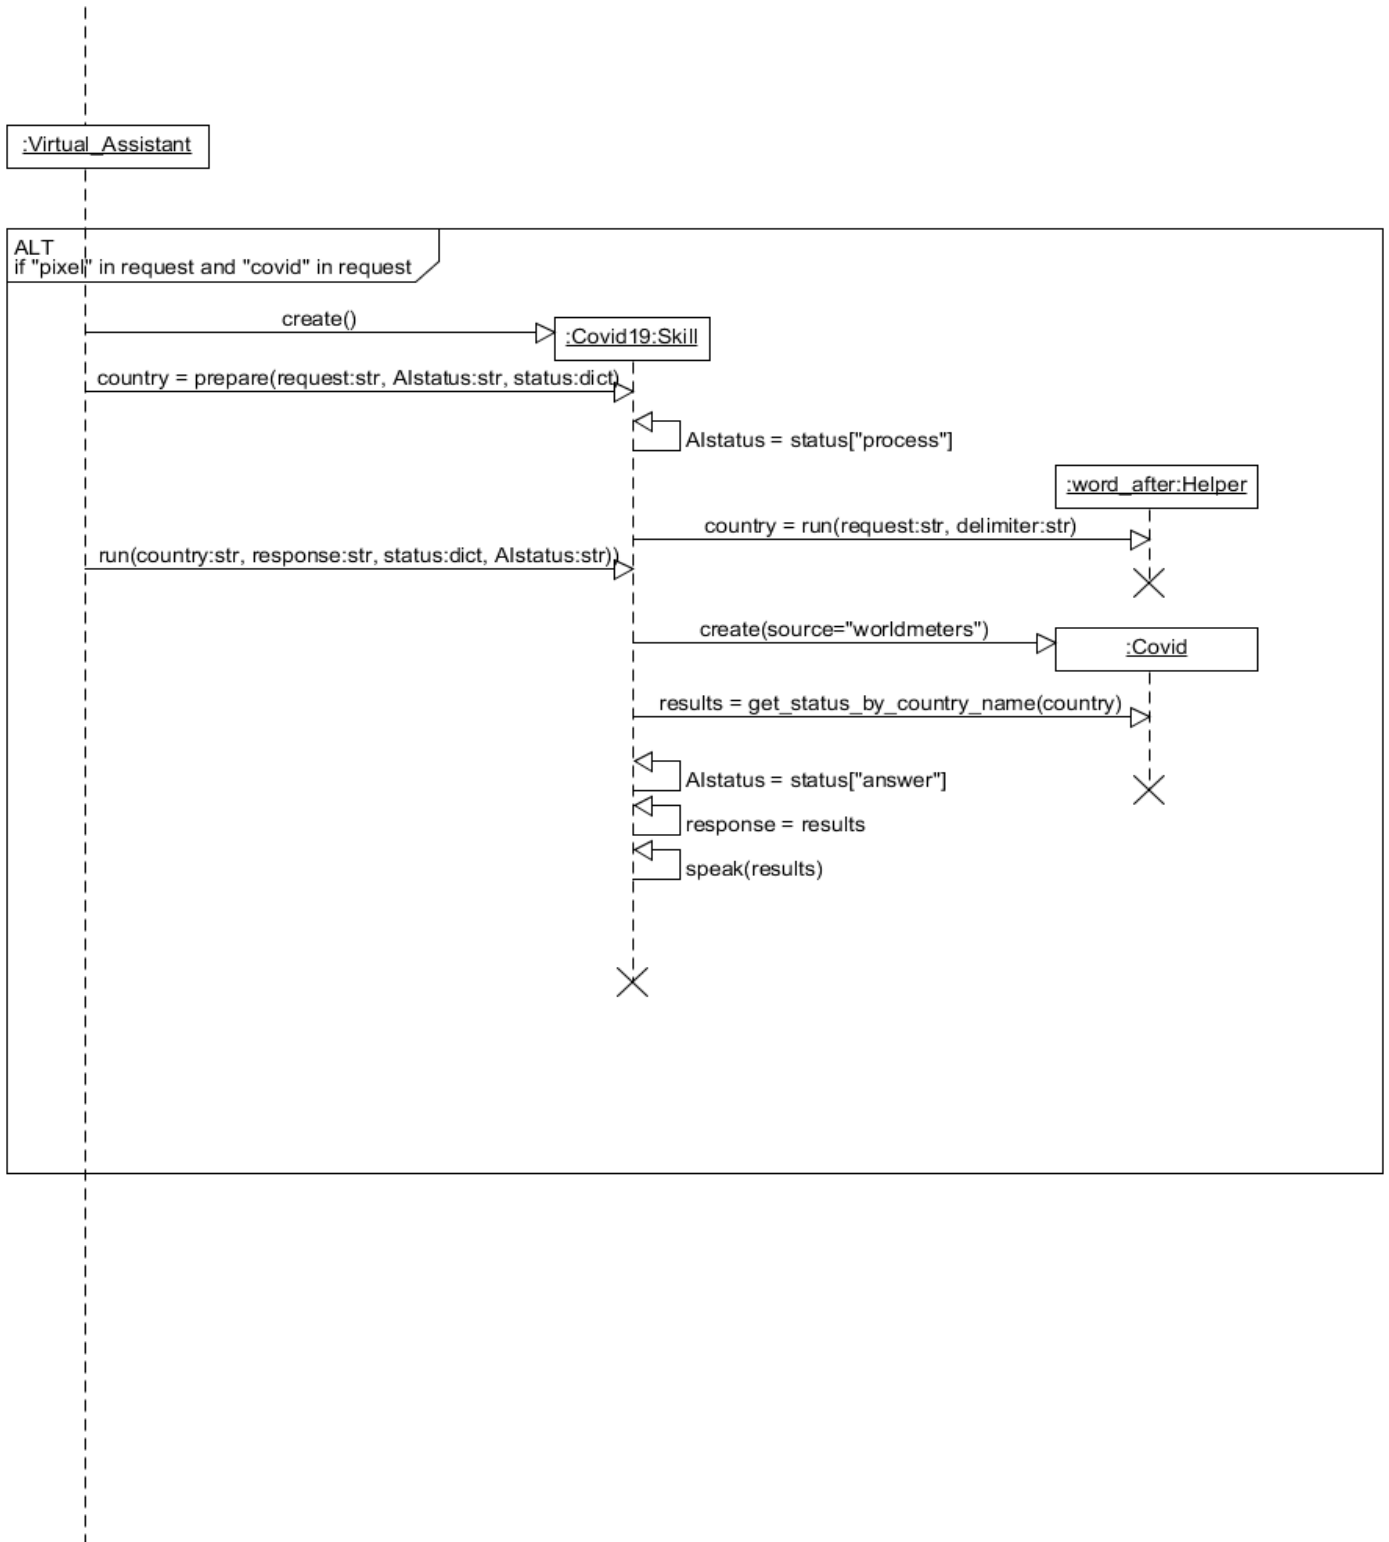 :Virtual_Assistant
ALT
if "pixel" in request and "covid" in request
create()
:Covid19:Skill
country = prepare(request:str, AIstatus:str, status:dict)
AIstatus = status["process"]
:word_after:Helper
country = run(request:str, delimiter:str)
run(country:str, response:str, status:dict, AIstatus:str))
create(source="worldmeters")
:Covid
results = get_status_by_country_name(country)
AIstatus = status["answer"]
response = results
speak(results)